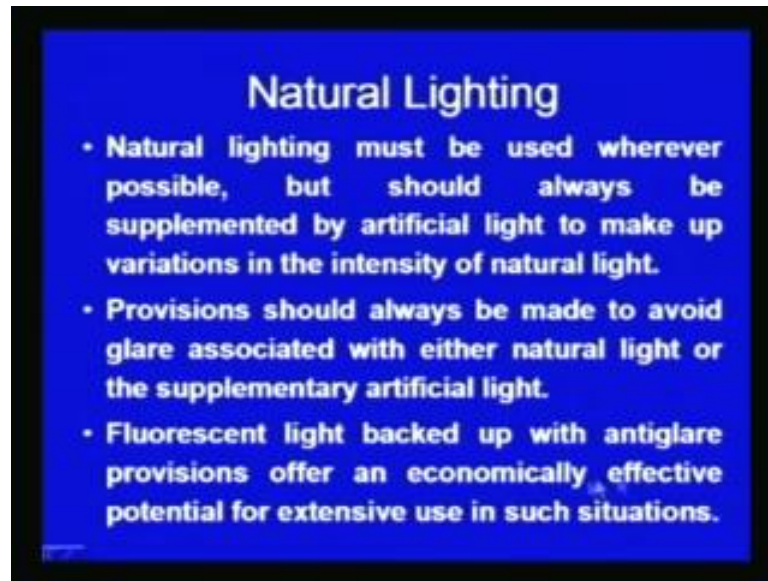 Natural Lighting
• Natural lighting must be used wherever
possible, but should always be
supplemented by artificial light to make up
variations in the intensity of natural light.
• Provisions should always be made to avoid
glare associated with either natural light or
the supplementary artificial light.
• Fluorescent light backed up with antiglare
provisions offer an economically effective
potential for extensive use in such situations.